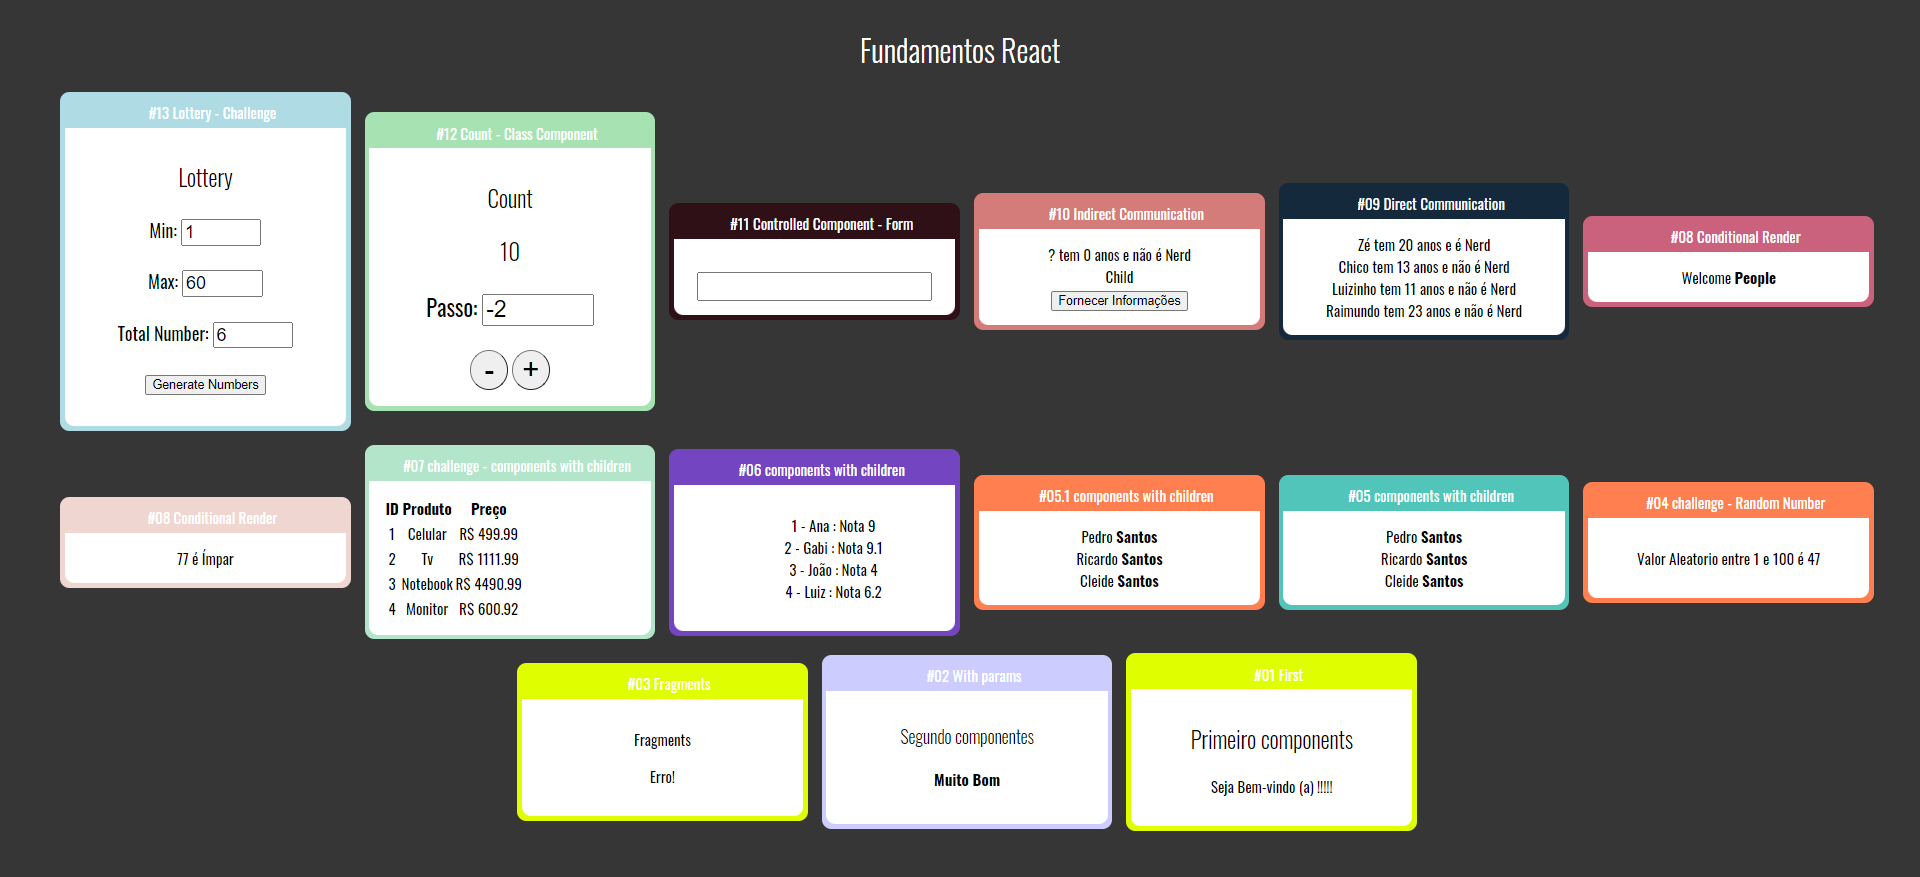 Fundamentos React
#13 Lottery - Challenge
Lottery
Min: 1
Max: 60
Total Number: 6
Generate Numbers
#12 Count - Class Component
Count
10
Passo: -2
- +
#11 Controlled Component - Form
#10 Indirect Communication
? tem 0 anos e não é Nerd
Child
Fornecer Informações
#09 Direct Communication
Zé tem 20 anos e é Nerd
Chico tem 13 anos e não é Nerd
Luizinho tem 11 anos e não é Nerd
Raimundo tem 23 anos e não é Nerd
#08 Conditional Render
Welcome People
#08 Conditional Render
77 é Ímpar
#07 challenge - components with children
ID Produto Preço
1 Celular R$ 499.99
2 Tv R$ 1111.99
3 Notebook R$ 4490.99
4 Monitor R$ 600.92
#06 components with children
1 - Ana : Nota 9
2 - Gabi : Nota 9.1
3 - João : Nota 4
4 - Luiz : Nota 6.2
#05.1 components with children
Pedro Santos
Ricardo Santos
Cleide Santos
#05 components with children
Pedro Santos
Ricardo Santos
Cleide Santos
#04 challenge - Random Number
Valor Aleatorio entre 1 e 100 é 47
#03 Fragments
Fragments
Erro!
#02 With params
Segundo componentes
Muito Bom
#01 First
Primeiro components
Seja Bem-vindo (a) !!!!!